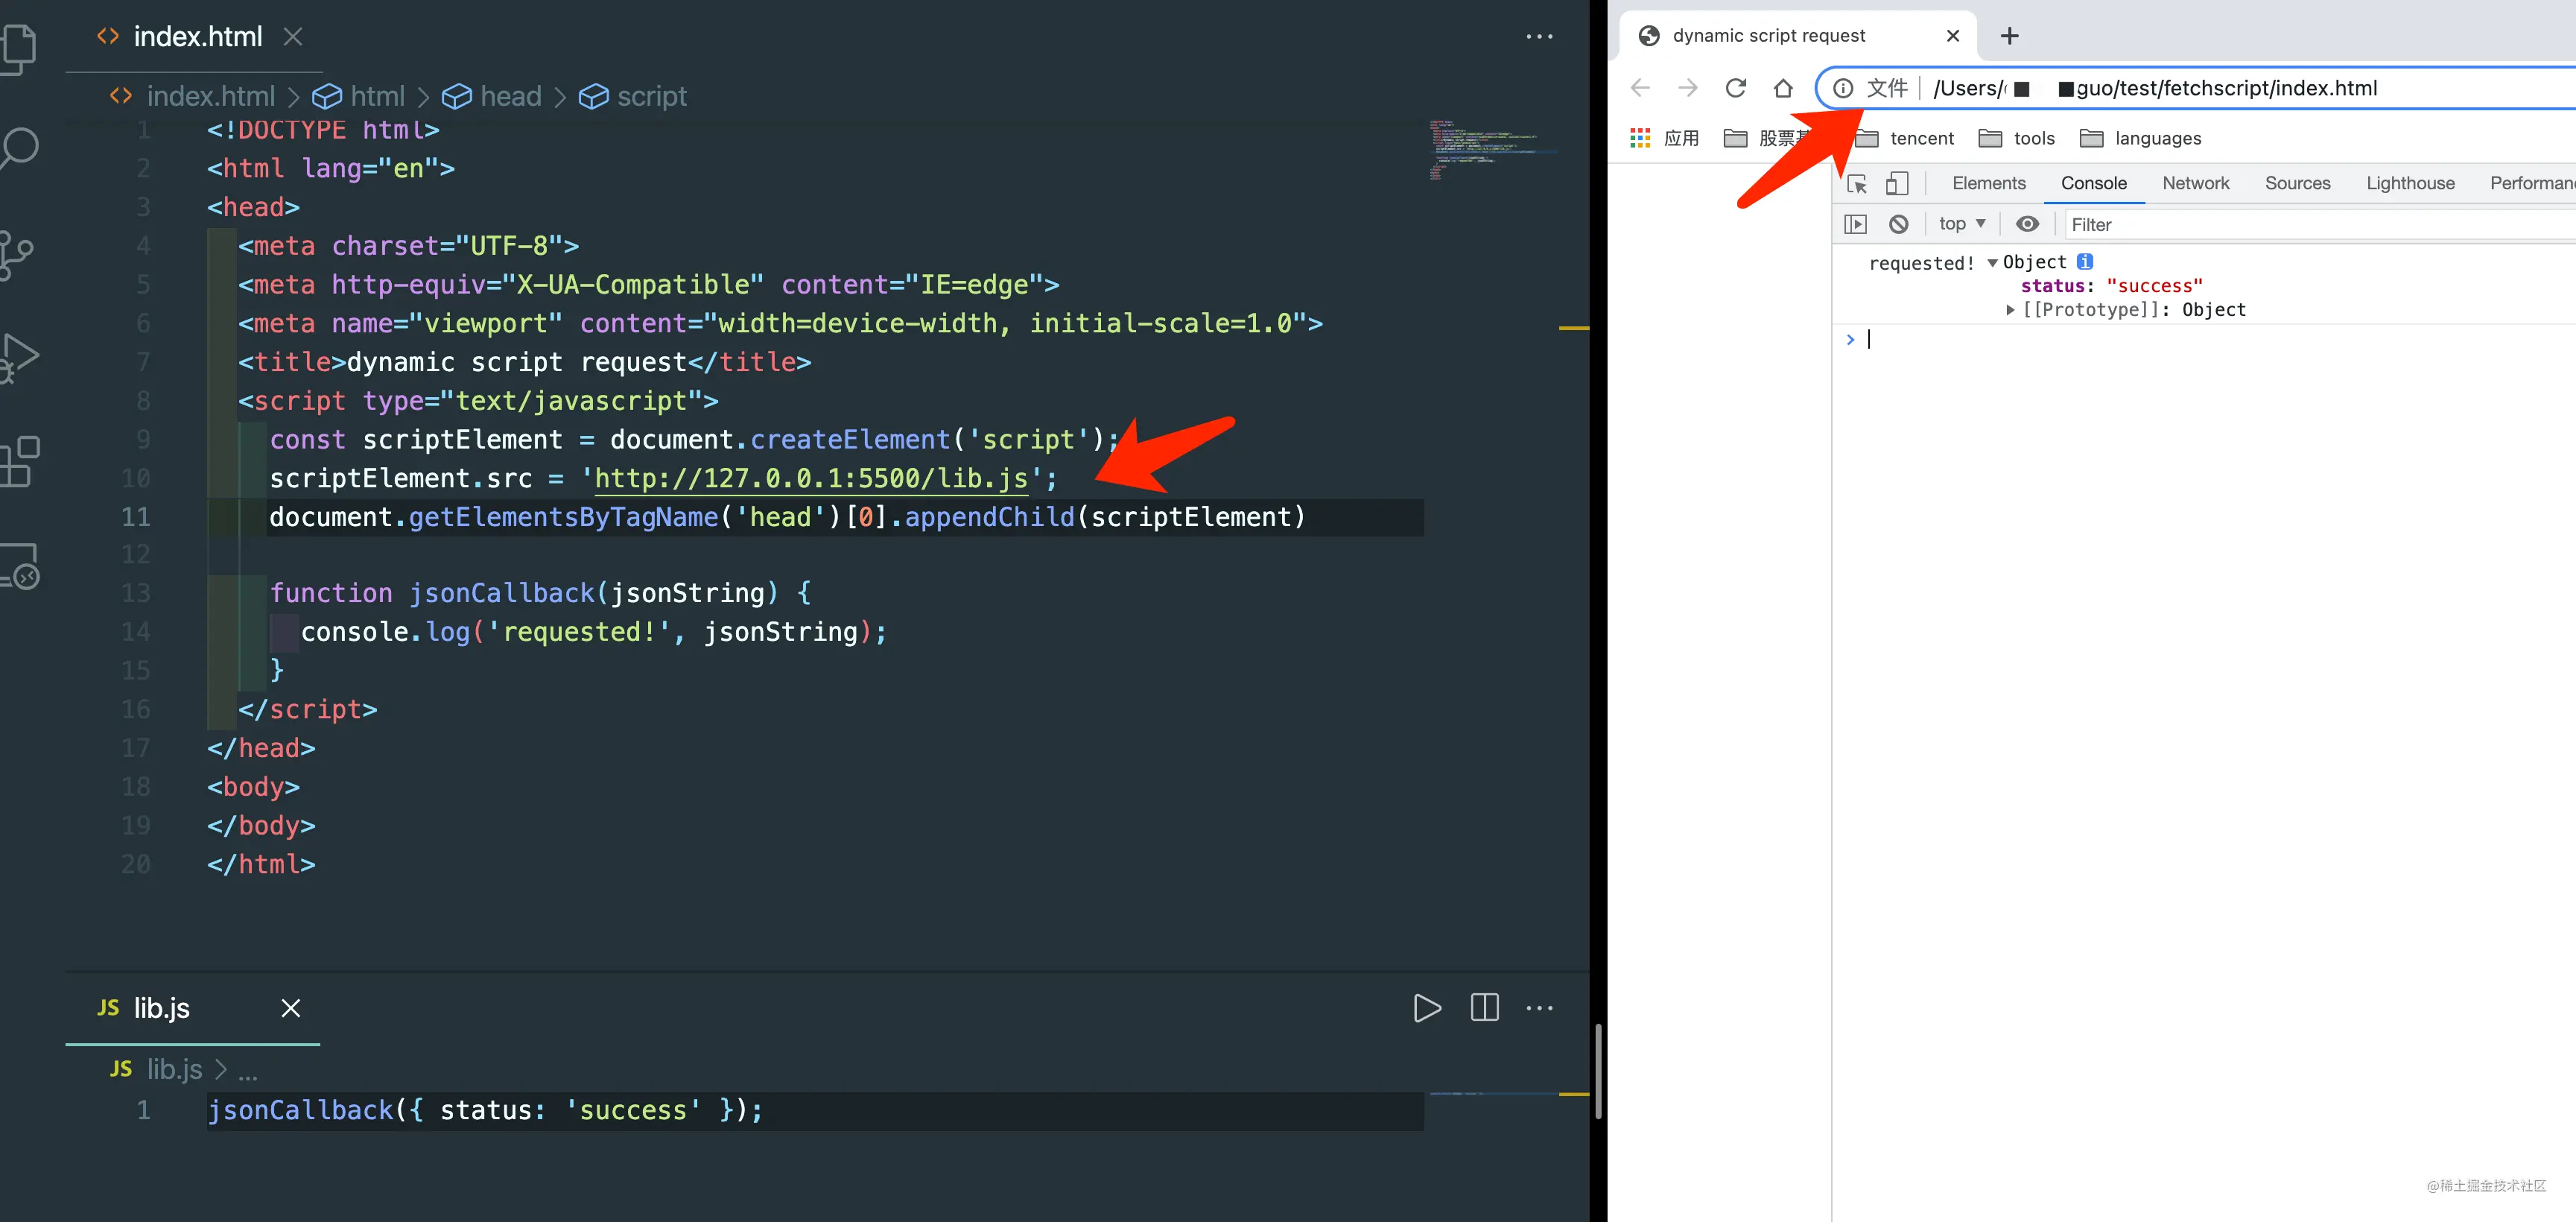 index.html
index.html > html > head > script
1 <!DOCTYPE html>
2 <html lang="en">
3 <head>
4 <meta charset="UTF-8">
5 <meta http-equiv="X-UA-Compatible" content="IE=edge">
6 <meta name="viewport" content="width=device-width, initial-scale=1.0">
7 <title>dynamic script request</title>
8 <script type="text/javascript">
9 const scriptElement = document.createElement('script');
10 scriptElement.src = 'http://127.0.0.1:5500/lib.js';
11 document.getElementsByTagName('head')[0].appendChild(scriptElement)
12
13 function jsonCallback(jsonString) {
14 console.log('requested!', jsonString);
15 }
16 </script>
17 </head>
18 <body>
19 </body>
20 </html>
JS lib.js
JS lib.js > ...
1 jsonCallback({ status: 'success' });
dynamic script request
文件 /Users/ guo/test/fetchscript/index.html
应用 股票 tencent tools languages
Elements Console Network Sources Lighthouse
top Filter
requested! Object
status: "success"
[[Prototype]]: Object
@稀土掘金技术社区